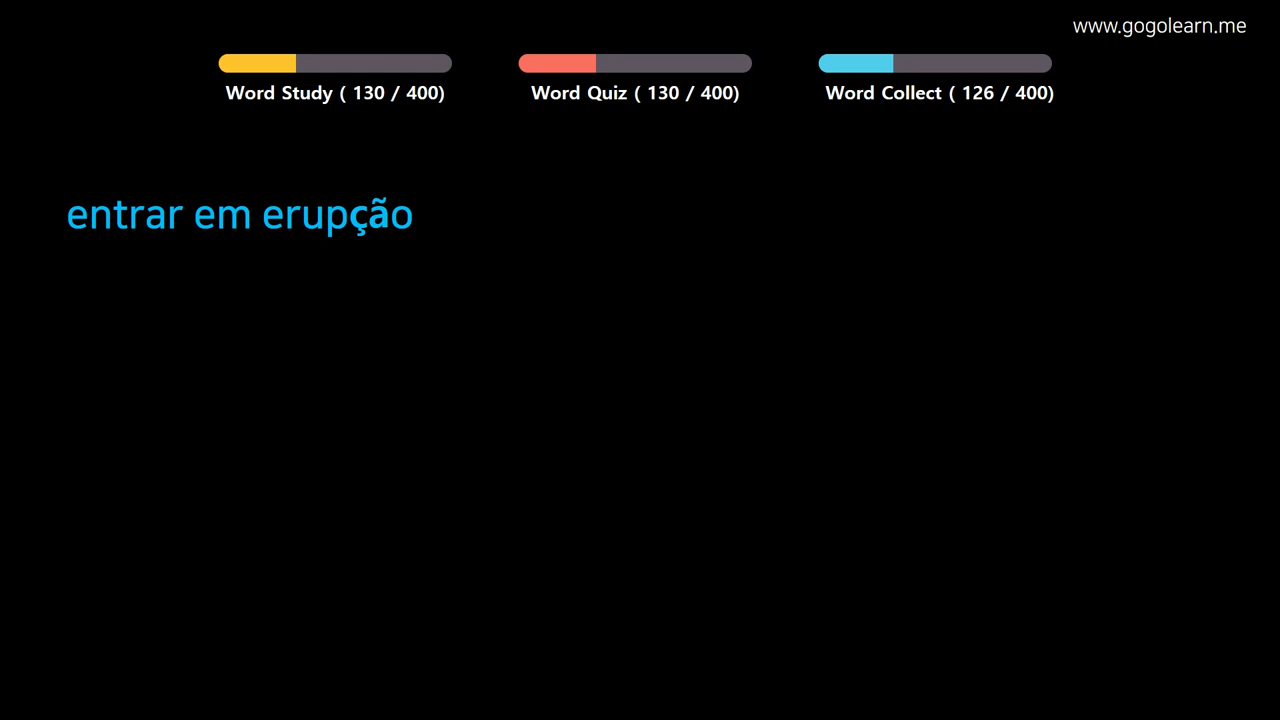 www.gogolearn.me
Word Study ( 130 / 400)
Word Quiz ( 130 / 400)
Word Collect ( 126 / 400)
entrar em erupção